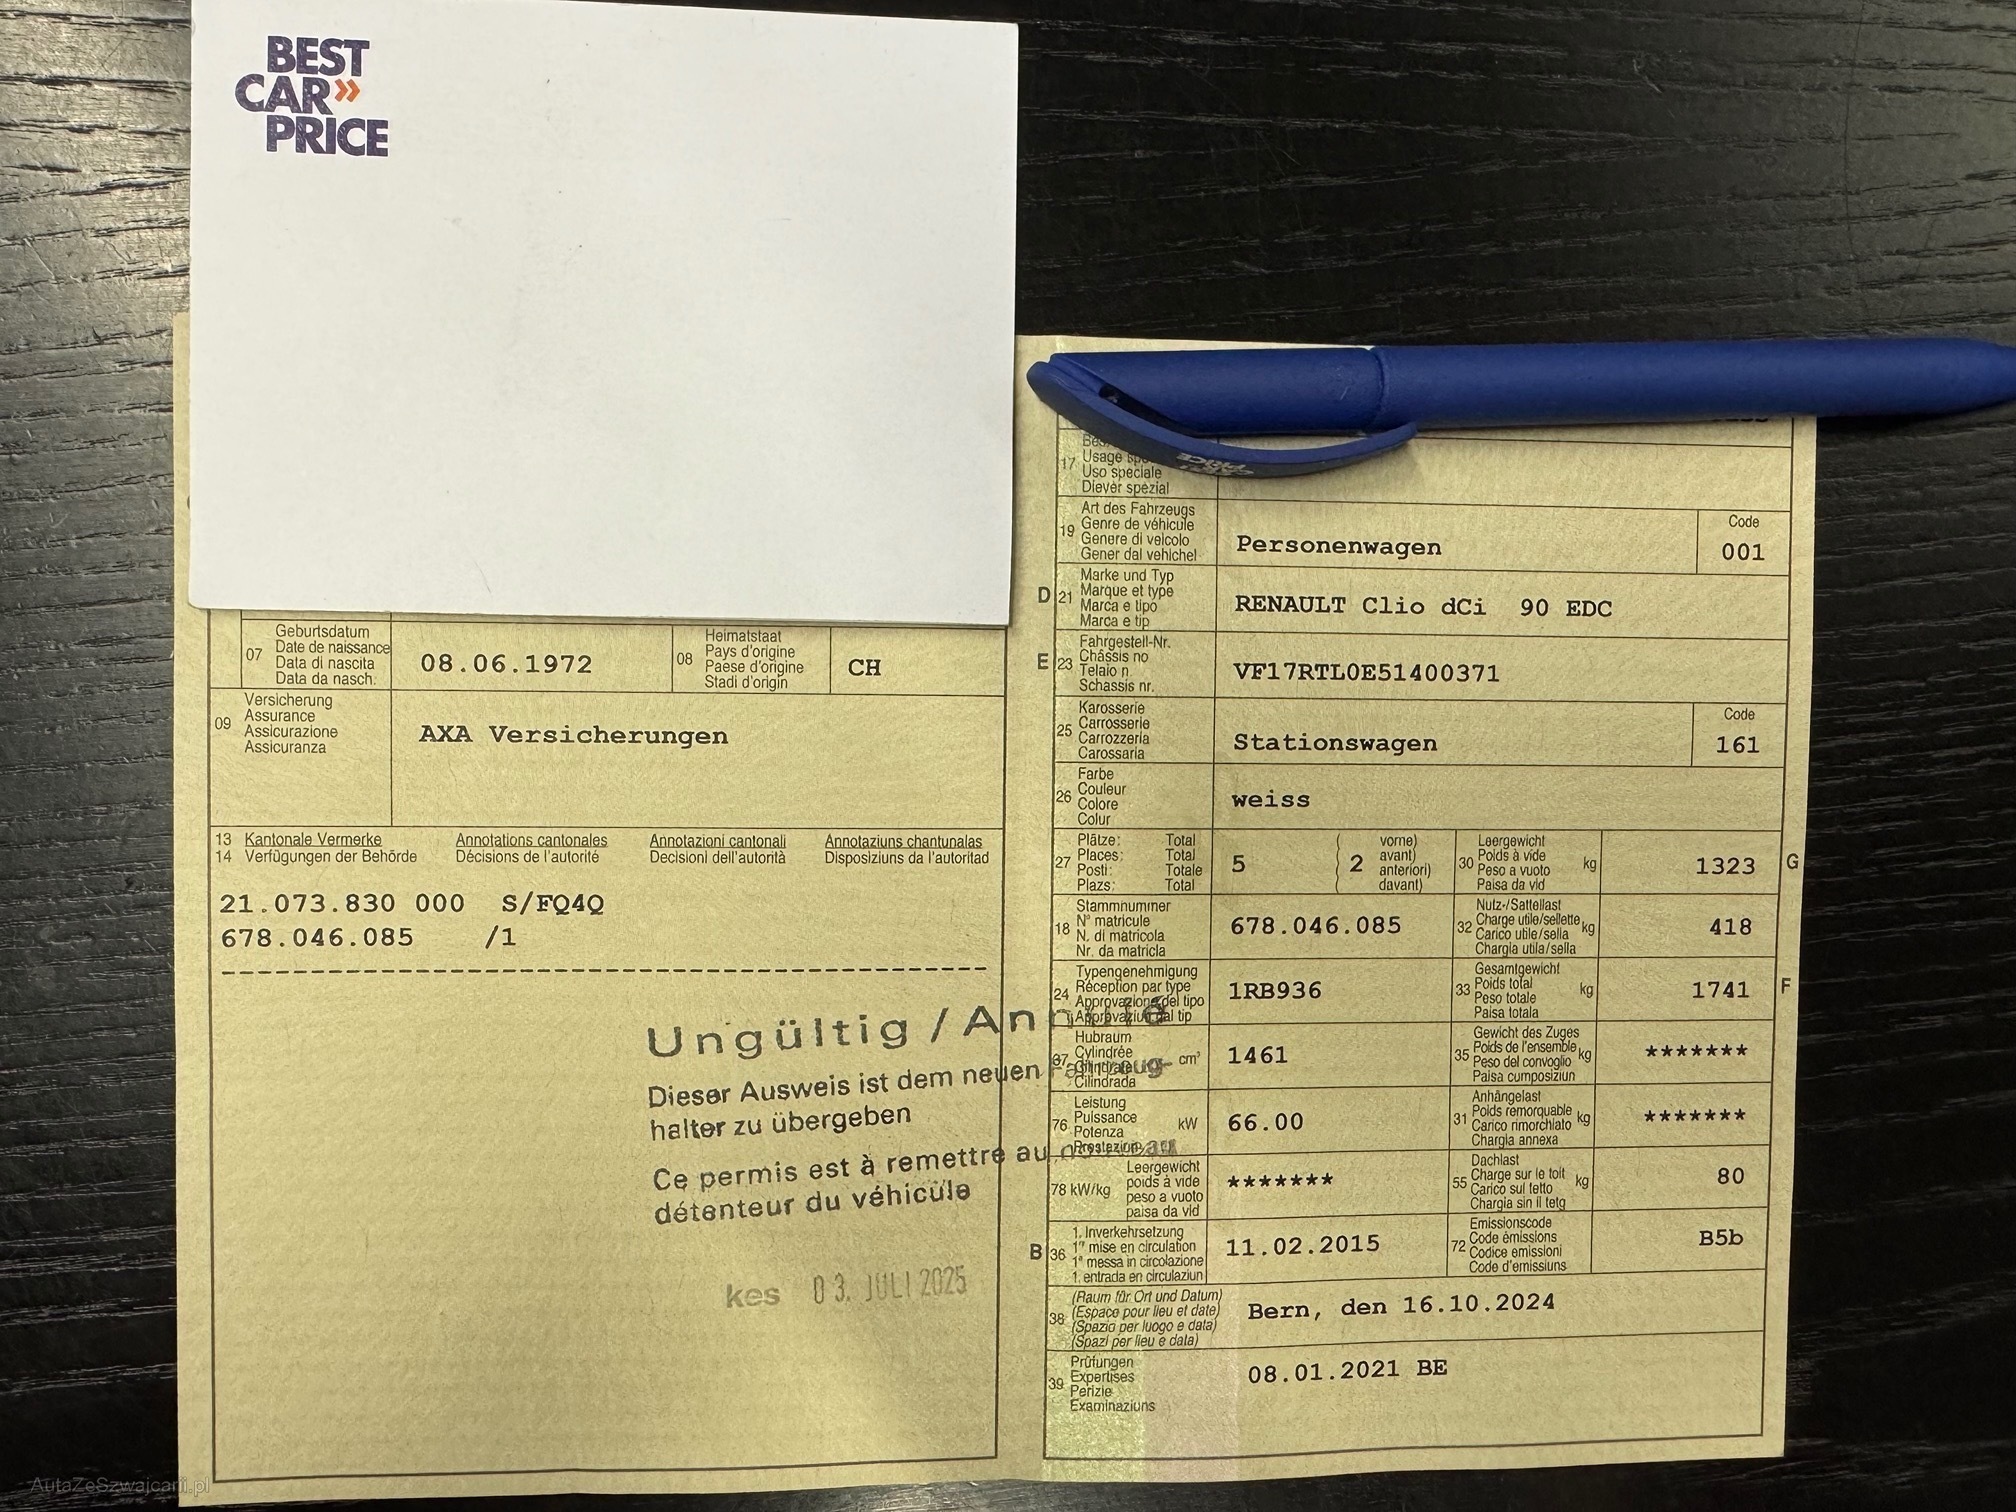 BEST
CAR»
PRICE
17
Usage
Uso speciale
Diever spezial
19
Art des Fahrzeugs
Genre de véhicule
Genere di veicolo
Gener dal vehichel
Personenwagen
Code
001
D
21
Marke und Typ
Marque et type
Marca e tipo
Marca e tip
RENAULT Clio dCi 90 EDC
E
23
Fahrgestell-Nr.
Châssis no
Telaio n.
Schassis nr.
VF17RTL0E51400371
25
Karosserie
Carrosserie
Carrozzeria
Carossaria
Stationswagen
Code
161
26
Farbe
Couleur
Colore
Colur
weiss
27
Plätze: Total
Places: Total
Posti: Totale
Plazs: Total
5
( vorne)
( avant)
( anteriori)
( davant)
2
30
Leergewicht
Poids à vide
Peso a vuoto
Paisa da vid
kg
1323
G
18
Stammnummer
N° matricule
N. di matricola
Nr. da matricla
678.046.085
32
Nutz-/Sattellast
Charge utile/sellette
Carico utile/sella
Chargia utila/sella
kg
418
24
Typengenehmigung
Réception par type
Approvazione del tipo
Approvaziun dal tip
1RB936
33
Gesamtgewicht
Poids total
Peso totale
Paisa totala
kg
1741
F
37
Hubraum
Cylindrée
Cilindrata
Cilindrada
cm³
1461
35
Gewicht des Zuges
Poids de l'ensemble
Peso del convoglio
Paisa cumposiziun
kg
*******
76
Leistung
Puissance
Potenza
Prestaziun
kW
66.00
31
Anhängelast
Poids remorquable
Carico rimorchiato
Chargia annexa
kg
*******
78 kW/kg
Leergewicht
poids à vide
peso a vuoto
paisa da vid
*******
55
Dachlast
Charge sur le toit
Carico sul tetto
Chargia sin il tetg
kg
80
B
36
1. Inverkehrsetzung
1re mise en circulation
1a messa in circolazione
1. entrada en circulaziun
11.02.2015
72
Emissionscode
Code émissions
Codice emissioni
Code d'emissiuns
B5b
38
(Raum für Ort und Datum)
(Espace pour lieu et date)
(Spazio per luogo e data)
(Spazi per lieu e data)
Bern, den 16.10.2024
39
Prüfungen
Expertises
Perizie
Examinaziuns
08.01.2021 BE
07
Geburtsdatum
Date de naissance
Data di nascita
Data da nasch.
08.06.1972
08
Heimatstaat
Pays d'origine
Paese d'origine
Stadi d'origin
CH
09
Versicherung
Assurance
Assicurazione
Assicuranza
AXA Versicherungen
13 Kantonale Vermerke Annotations cantonales Annotazioni cantonali Annotaziuns chantunalas
14 Verfügungen der Behörde Décisions de l'autorité Decisioni dell'autorità Disposiziuns da l'autoritad
21.073.830 000 S/FQ4Q
678.046.085 /1
Ungültig / Annulé
Dieser Ausweis ist dem neuen Fahrzeug-
halter zu übergeben
Ce permis est à remettre au nouveau
détenteur du véhicule
kes 03. JULI 2025
AutaZeSzwajcarii.pl